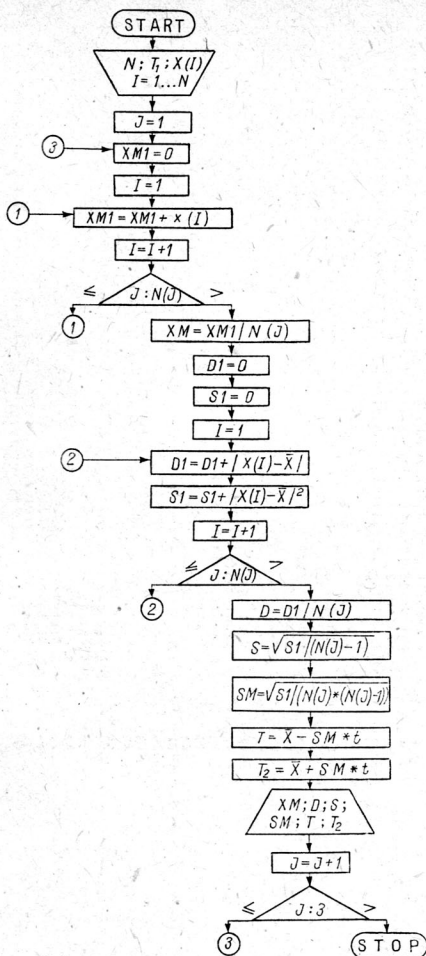 START
N; T₁; X(I)
I=1...N
J=1
3
XM1=0
I=1
1
XM1=XM1+x(I)
I=I+1
≤ J:N(J) >
1
XM=XM1/N(J)
D1=0
S1=0
I=1
2
D1=D1+|X(I)-X̄|
S1=S1+|X(I)-X̄|²
I=I+1
≤ J:N(J) >
2
D=D1/N(J)
S=√S1/(N(J)-1)
SM=√S1/(N(J)*(N(J)-1))
T=X̄-SM*t
T₂=X̄+SM*t
XM; D; S;
SM; T; T₂
J=J+1
≤ J:3 >
3
STOP